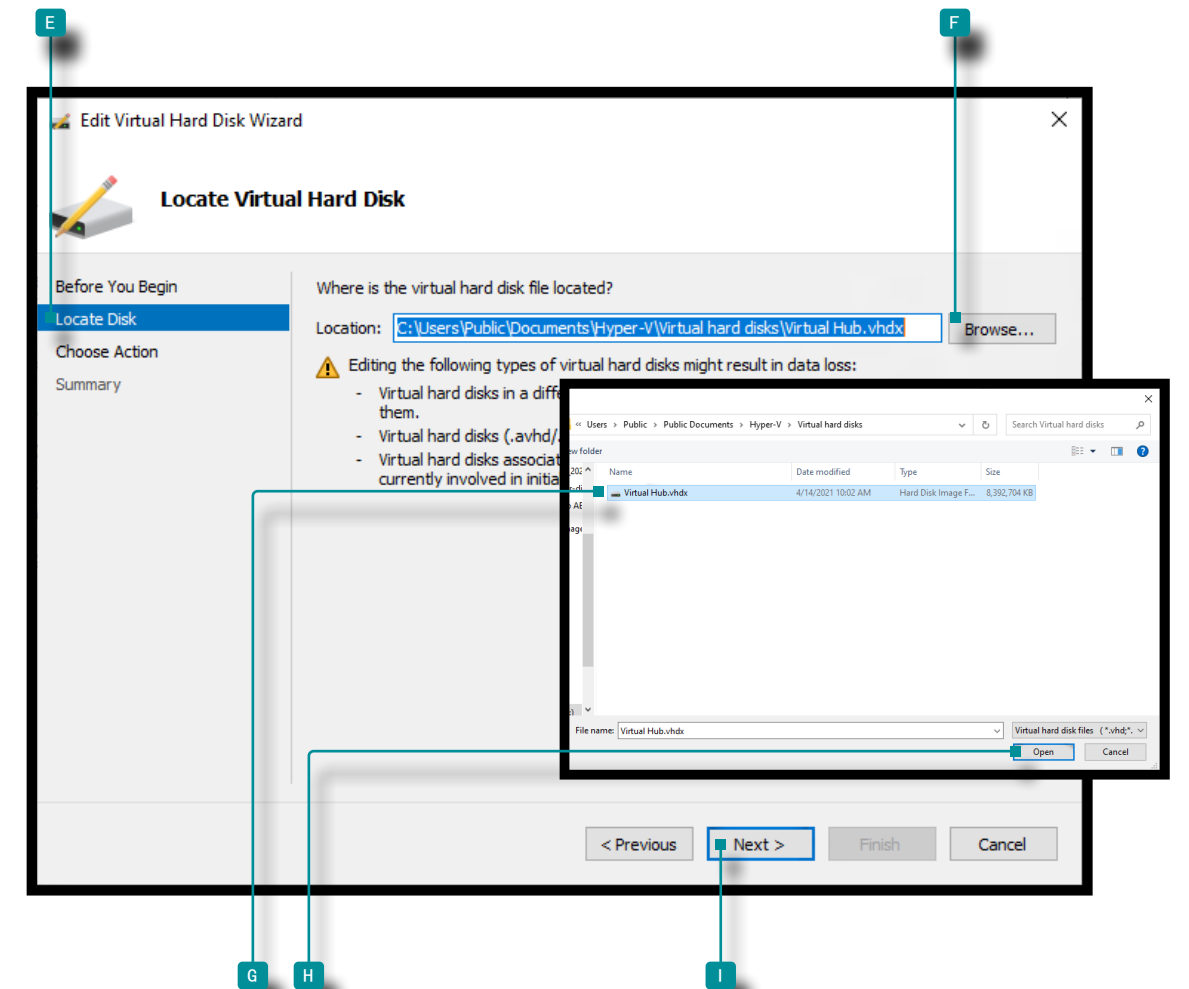 E
F
Edit Virtual Hard Disk Wizard
Locate Virtual Hard Disk
Before You Begin
Locate Disk
Choose Action
Summary
Where is the virtual hard disk file located?
Location: C:\Users\Public\Documents\Hyper-V\Virtual hard disks\Virtual Hub.vhdx Browse...
Editing the following types of virtual hard disks might result in data loss:
- Virtual hard disks in a diffe
them.
- Virtual hard disks (.avhd/.
- Virtual hard disks associat
currently involved in initia
« Users > Public > Public Documents > Hyper-V > Virtual hard disks
Search Virtual hard disks
ew folder
Name Date modified Type Size
Virtual Hub.vhdx 4/14/2021 10:02 AM Hard Disk Image F... 8,392,704 KB
File name: Virtual Hub.vhdx
Virtual hard disk files (*.vhd;*.
Open Cancel
< Previous Next > Finish Cancel
G
H
I